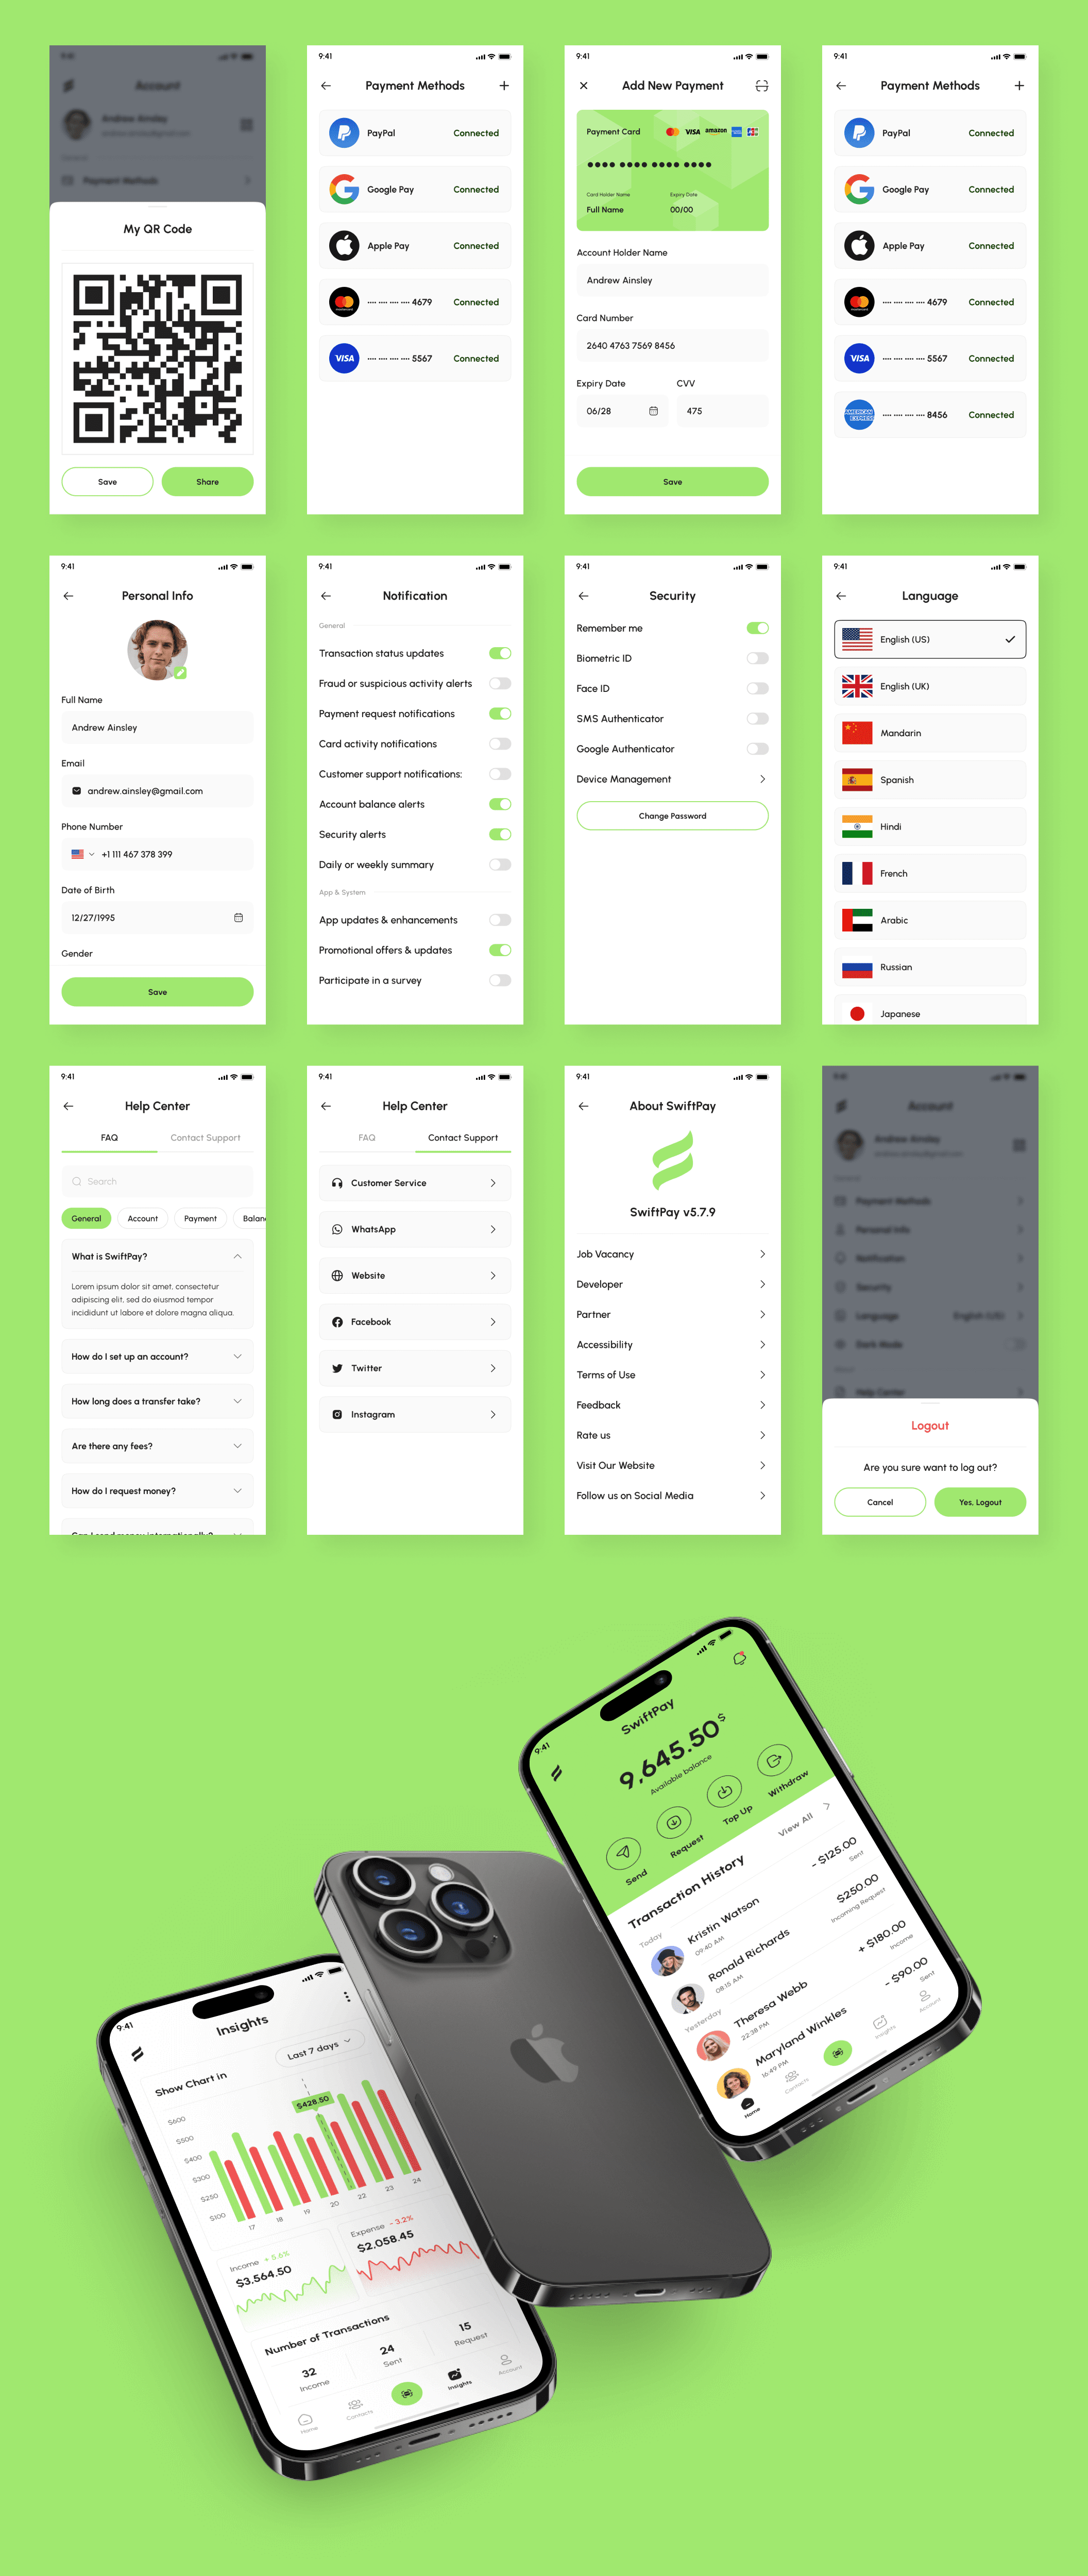 9:41
Account
Andrew Ainsley
andrew.ainsley@gmail.com
Payment Methods
My QR Code
Save
Share
9:41
Payment Methods
PayPal
Connected
Google Pay
Connected
Apple Pay
Connected
•••• •••• •••• •••• 4679
Connected
VISA
•••• •••• •••• •••• 5567
Connected
9:41
Add New Payment
Payment Card
VISA
amazon
JCB
•••• •••• •••• ••••
Card Holder Name
Expiry Date
Full Name
00/00
Account Holder Name
Andrew Ainsley
Card Number
2640 4763 7569 8456
Expiry Date
CVV
06/28
475
Save
9:41
Payment Methods
PayPal
Connected
Google Pay
Connected
Apple Pay
Connected
•••• •••• •••• •••• 4679
Connected
VISA
•••• •••• •••• •••• 5567
Connected
AMERICAN EXPRESS
•••• •••• •••• •••• 8456
Connected
9:41
Personal Info
Full Name
Andrew Ainsley
Email
andrew.ainsley@gmail.com
Phone Number
+1 111 467 378 399
Date of Birth
12/27/1995
Gender
Save
9:41
Notification
General
Transaction status updates
Fraud or suspicious activity alerts
Payment request notifications
Card activity notifications
Customer support notifications:
Account balance alerts
Security alerts
Daily or weekly summary
App & System
App updates & enhancements
Promotional offers & updates
Participate in a survey
9:41
Security
Remember me
Biometric ID
Face ID
SMS Authenticator
Google Authenticator
Device Management
Change Password
9:41
Language
English (US)
English (UK)
Mandarin
Spanish
Hindi
French
Arabic
Russian
Japanese
9:41
Help Center
FAQ
Contact Support
Search
General
Account
Payment
Balan
What is SwiftPay?
Lorem ipsum dolor sit amet, consectetur
adipiscing elit, sed do eiusmod tempor
incididunt ut labore et dolore magna aliqua.
How do I set up an account?
How long does a transfer take?
Are there any fees?
How do I request money?
Can I send money internationally?
9:41
Help Center
FAQ
Contact Support
Customer Service
WhatsApp
Website
Facebook
Twitter
Instagram
9:41
About SwiftPay
SwiftPay v5.7.9
Job Vacancy
Developer
Partner
Accessibility
Terms of Use
Feedback
Rate us
Visit Our Website
Follow us on Social Media
9:41
Account
Andrew Ainsley
andrew.ainsley@gmail.com
Payment Methods
Personal Info
Notification
Security
Language
English (US)
Dark Mode
Help Center
Logout
Are you sure want to log out?
Cancel
Yes, Logout
9:41
SwiftPay
9,645.50 $
Available balance
Send
Request
Top Up
Withdraw
Transaction History
View All
Today
Kristin Watson
09:40 AM
- $125.00
Sent
Ronald Richards
08:15 AM
$250.00
Incoming Request
Yesterday
Theresa Webb
22:38 PM
+ $180.00
Income
Maryland Winkles
16:49 PM
- $90.00
Sent
Home
Contacts
Insights
Account
9:41
Insights
Show Chart in
Last 7 days
$600
$500
$400
$300
$250
$100
$428.50
17
18
19
20
22
23
24
Income + 5.6%
$3,564.50
Expense - 3.2%
$2,058.45
Number of Transactions
32
Income
24
Sent
15
Request
Home
Contacts
Insights
Account